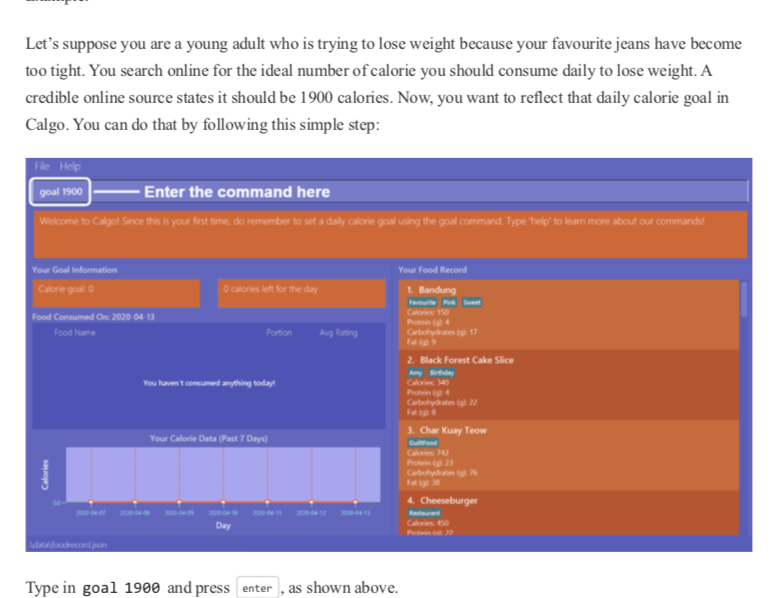 Let’s suppose you are a young adult who is trying to lose weight because your favourite jeans have become
too tight. You search online for the ideal number of calorie you should consume daily to lose weight. A
credible online source states it should be 1900 calories. Now, you want to reflect that daily calorie goal in
Calgo. You can do that by following this simple step:
File Help
goal 1900 Enter the command here
Welcome to Calgo! Since this is your first time, do remember to set a daily calorie goal using the goal command. Type 'help' to learn more about our commands!
Your Goal Information
Calorie goal: 0
0 calories left for the day
Food Consumed On: 2020-04-13
Food Name Portion Avg Rating
You haven't consumed anything today!
Your Calorie Data (Past 7 Days)
Calories
0.0
2020-04-07 2020-04-08 2020-04-09 2020-04-10 2020-04-11 2020-04-12 2020-04-13
Day
Your Food Record
1. Bandung
Favourite Pink Sweet
Calories: 150
Protein (g): 4
Carbohydrates (g): 17
Fat (g): 9
2. Black Forest Cake Slice
Amy Birthday
Calories: 340
Protein (g): 4
Carbohydrates (g): 22
Fat (g): 8
3. Char Kuay Teow
Guiltfood
Calories: 742
Protein (g): 23
Carbohydrates (g): 76
Fat (g): 38
4. Cheeseburger
Restaurant
Calories: 450
Protein (g): 22
\data\foodrecord.json
Type in goal 1900 and press enter , as shown above.